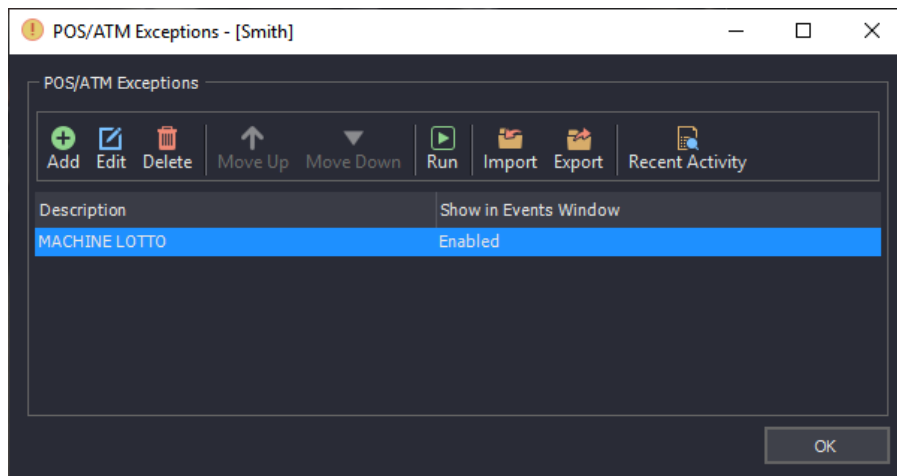 POS/ATM Exceptions - [Smith]
POS/ATM Exceptions
Add Edit Delete Move Up Move Down Run Import Export Recent Activity
Description Show in Events Window
MACHINE LOTTO Enabled
OK